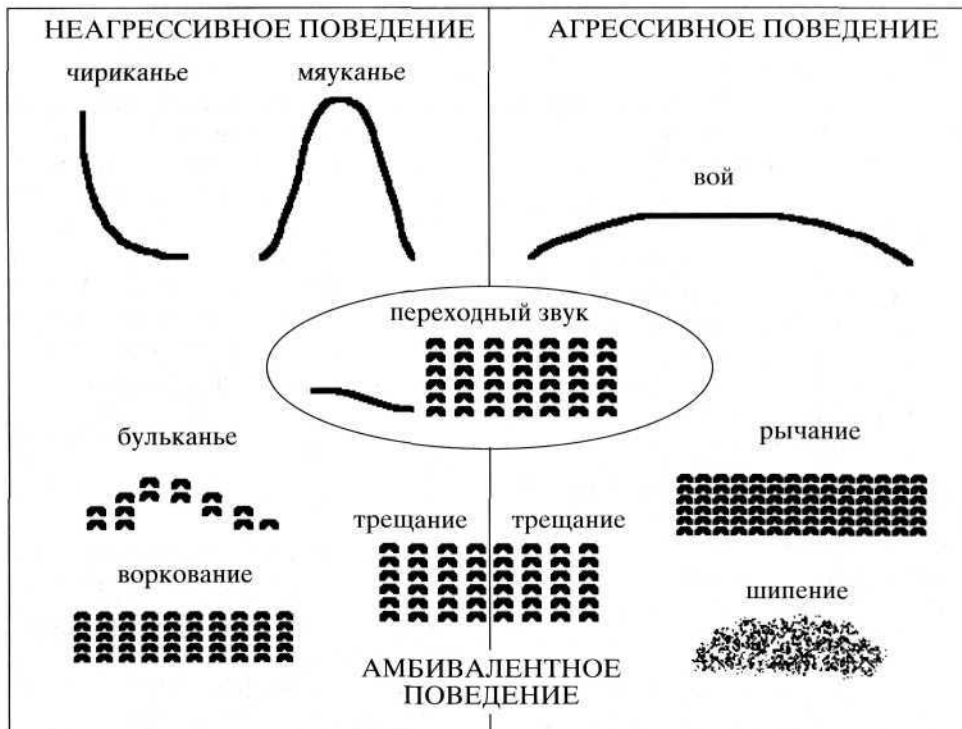 НЕАГРЕССИВНОЕ ПОВЕДЕНИЕ
АГРЕССИВНОЕ ПОВЕДЕНИЕ
чириканье
мяуканье
вой
переходный звук
бульканье
рычание
трещание
трещание
воркование
шипение
АМБИВАЛЕНТНОЕ
ПОВЕДЕНИЕ